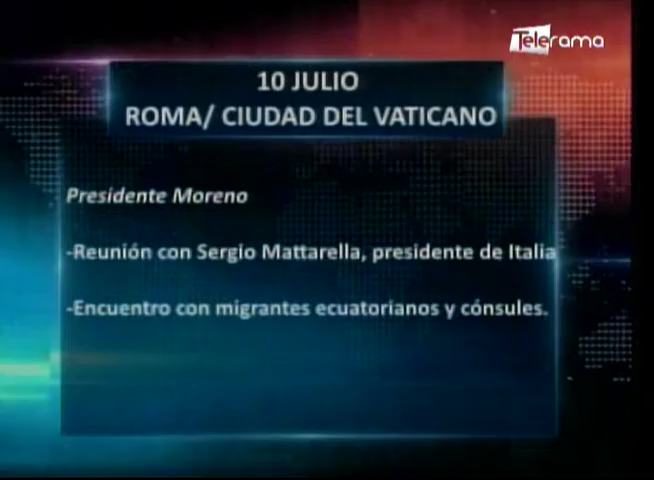 Telerama
10 JULIO
ROMA/ CIUDAD DEL VATICANO
Presidente Moreno
-Reunión con Sergio Mattarella, presidente de Italia
-Encuentro con migrantes ecuatorianos y cónsules.